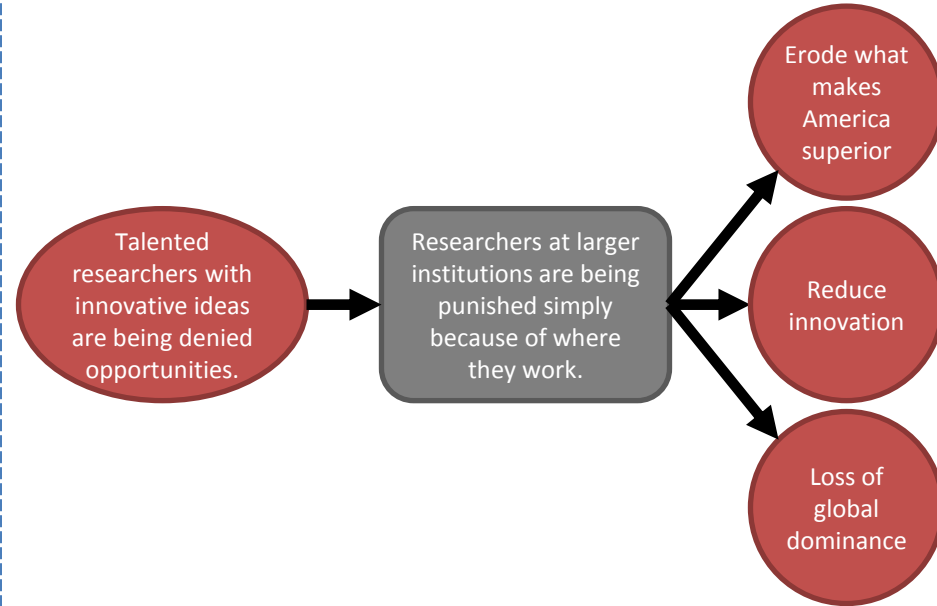 Talented
researchers with
innovative ideas
are being denied
opportunities.
Researchers at larger
institutions are being
punished simply
because of where
they work.
Erode what
makes
America
superior
Reduce
innovation
Loss of
global
dominance